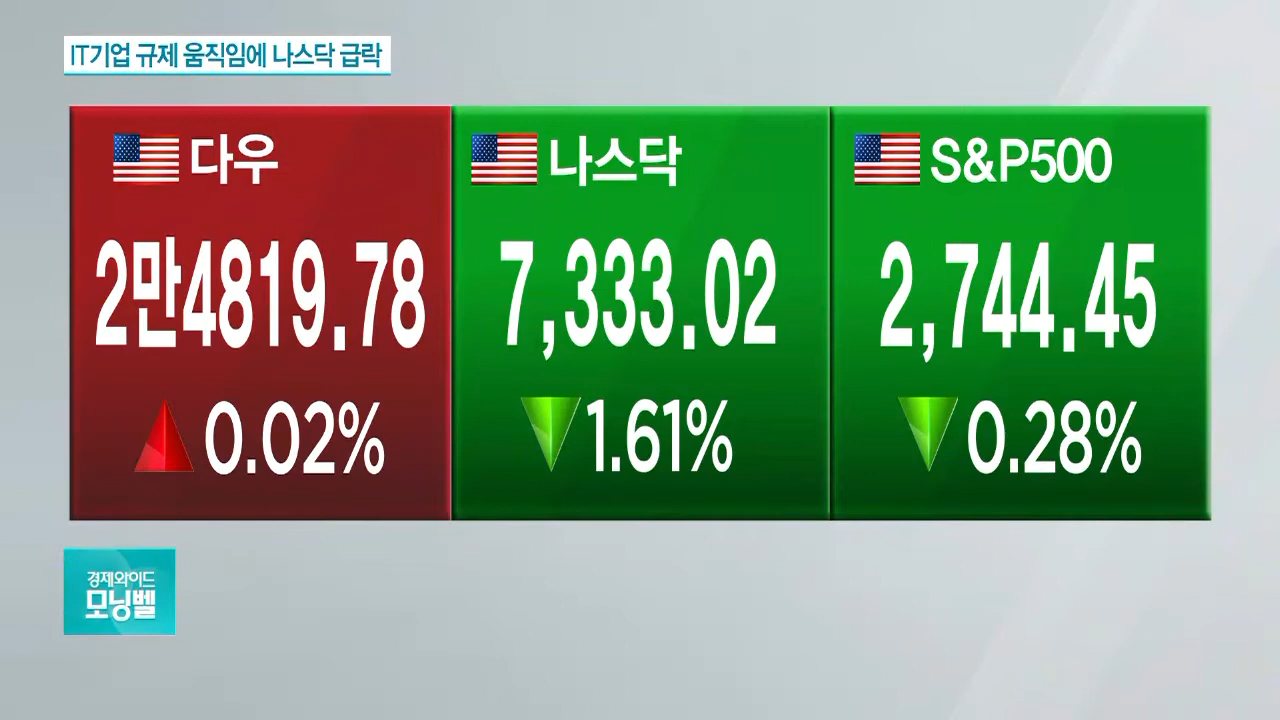 IT기업 규제 움직임에 나스닥 급락
다우
2만4819.78
0.02%
나스닥
7,333.02
1.61%
S&P500
2,744.45
0.28%
경제와이드
모닝벨